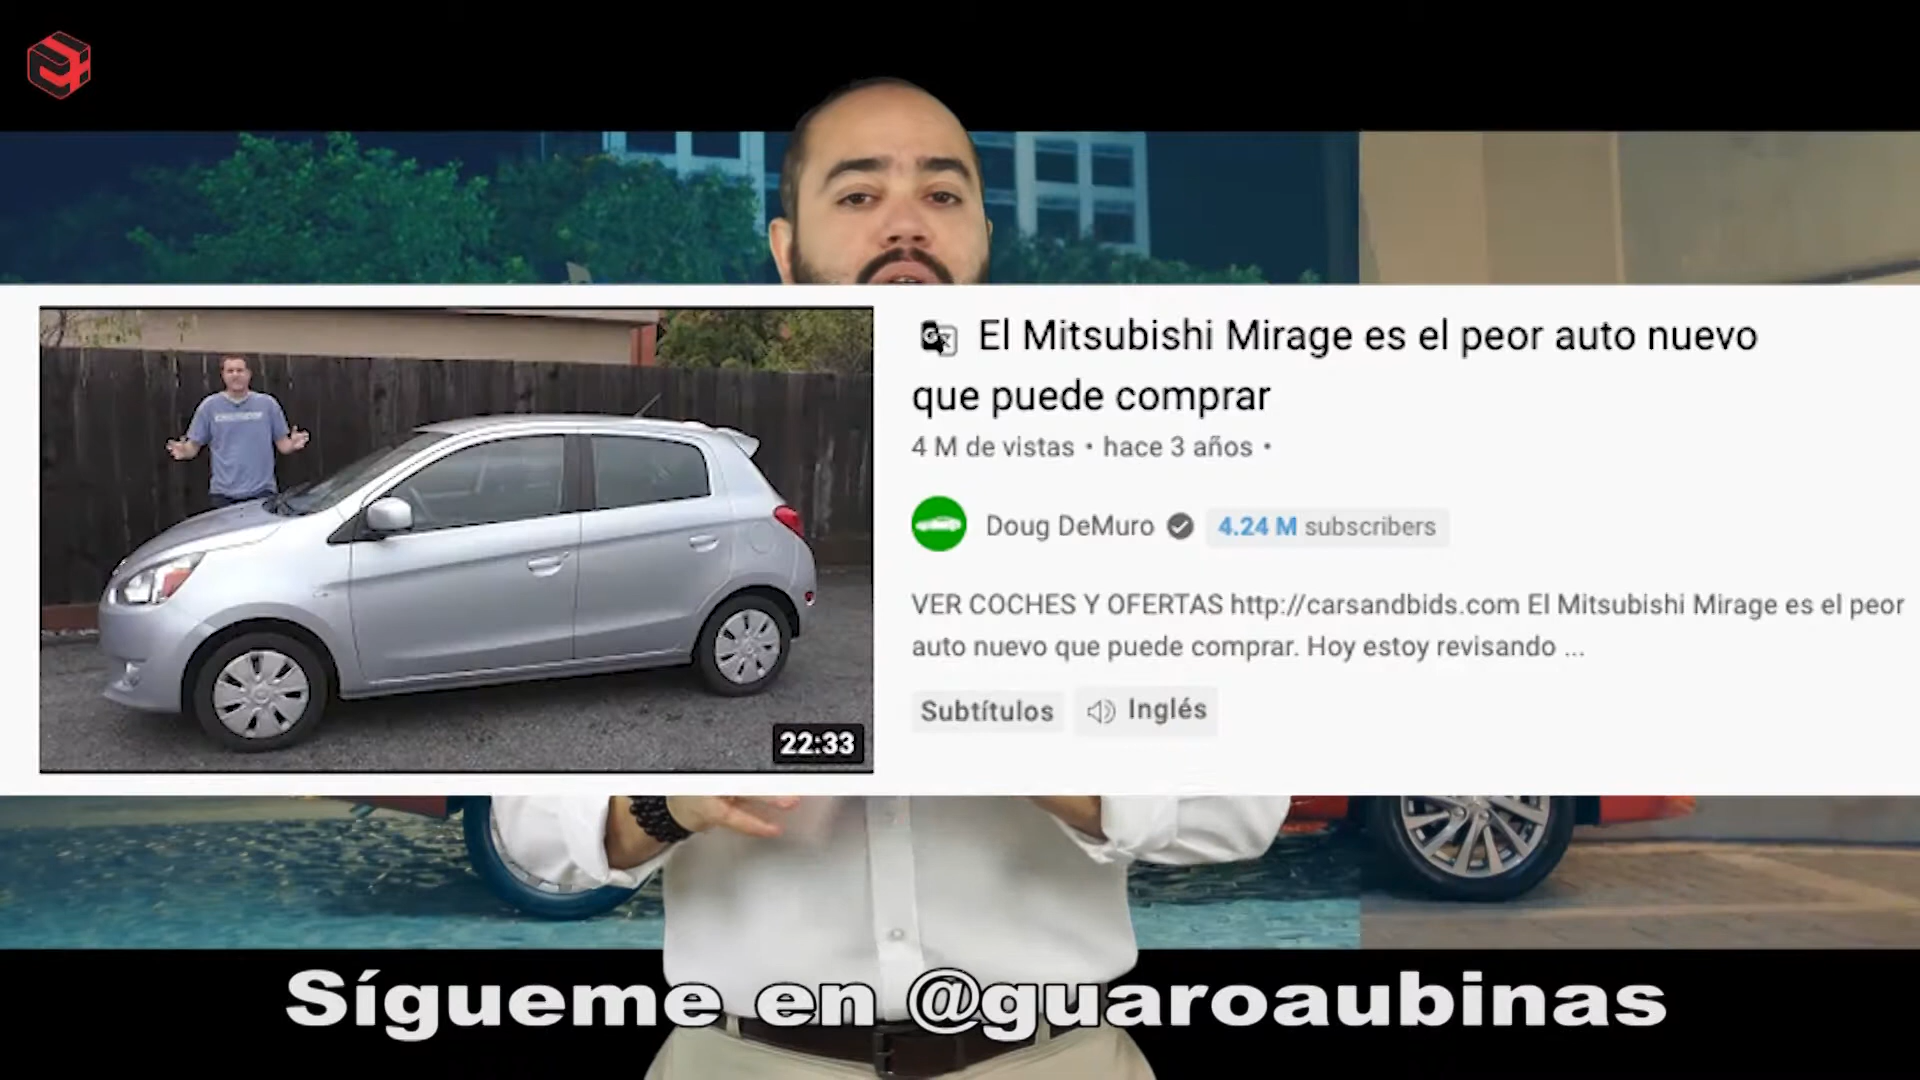 El Mitsubishi Mirage es el peor auto nuevo
que puede comprar
4 M de vistas • hace 3 años •
Doug DeMuro 4.24 M subscribers
VER COCHES Y OFERTAS http://carsandbids.com El Mitsubishi Mirage es el peor
auto nuevo que puede comprar. Hoy estoy revisando ...
Subtítulos Inglés
22:33
Sígueme en @guaroaubinas